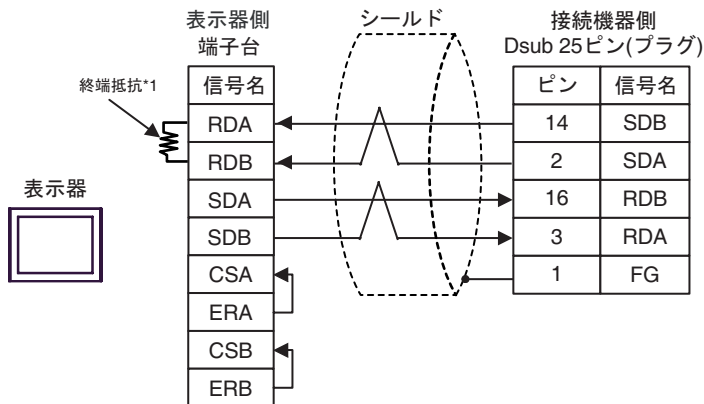 表示器側
端子台
シールド
接続機器側
Dsub 25ピン(プラグ)
終端抵抗*1
表示器
信号名
RDA
RDB
SDA
SDB
CSA
ERA
CSB
ERB
ピン 信号名
14 SDB
2 SDA
16 RDB
3 RDA
1 FG